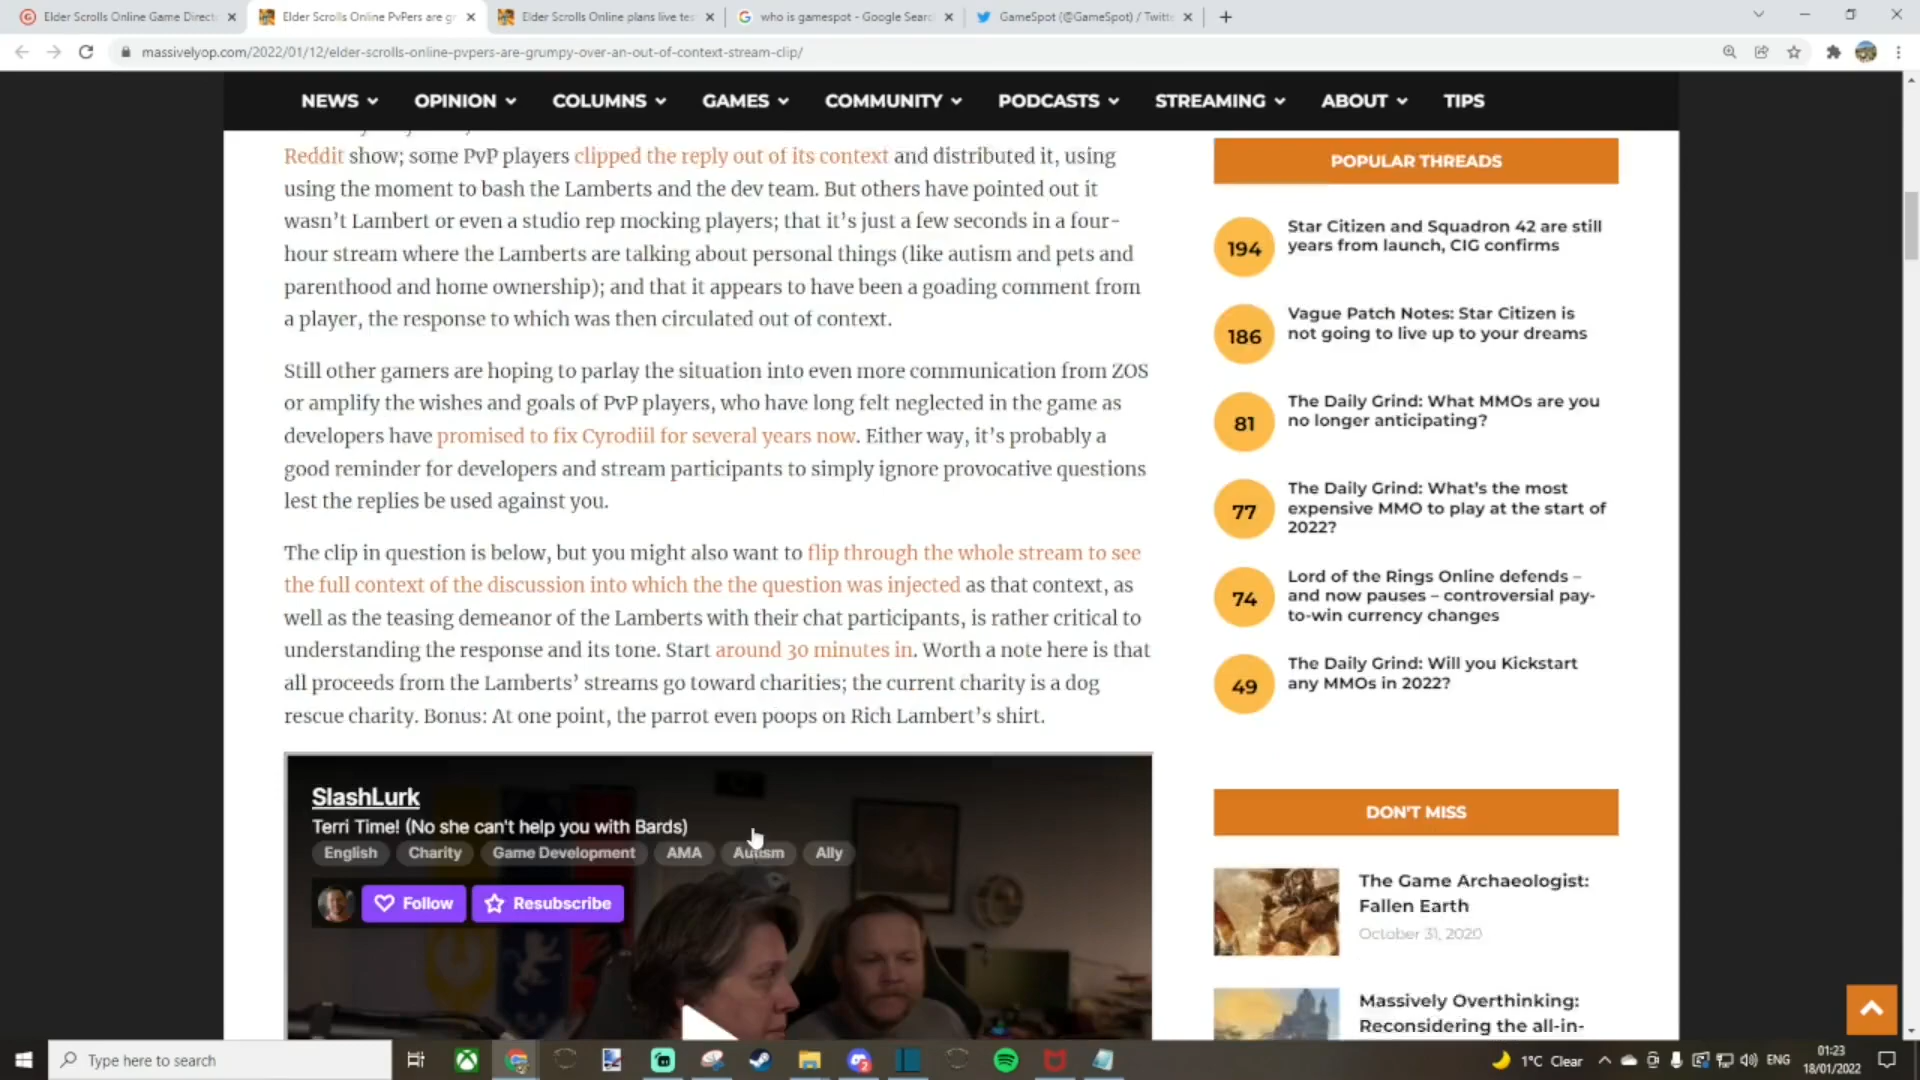 Elder Scrolls Online Game Direct
Elder Scrolls Online PvPers are gr
Elder Scrolls Online plans live tes
who is gamespot - Google Searc
GameSpot (@GameSpot) / Twitte
massivelyop.com/2022/01/12/elder-scrolls-online-pvpers-are-grumpy-over-an-out-of-context-stream-clip/
NEWS OPINION COLUMNS GAMES COMMUNITY PODCASTS STREAMING ABOUT TIPS
Reddit show; some PvP players clipped the reply out of its context and distributed it, using
using the moment to bash the Lamberts and the dev team. But others have pointed out it
wasn't Lambert or even a studio rep mocking players; that it's just a few seconds in a four-
hour stream where the Lamberts are talking about personal things (like autism and pets and
parenthood and home ownership); and that it appears to have been a goading comment from
a player, the response to which was then circulated out of context.
Still other gamers are hoping to parlay the situation into even more communication from ZOS
or amplify the wishes and goals of PvP players, who have long felt neglected in the game as
developers have promised to fix Cyrodiil for several years now. Either way, it's probably a
good reminder for developers and stream participants to simply ignore provocative questions
lest the replies be used against you.
The clip in question is below, but you might also want to flip through the whole stream to see
the full context of the discussion into which the the question was injected as that context, as
well as the teasing demeanor of the Lamberts with their chat participants, is rather critical to
understanding the response and its tone. Start around 30 minutes in. Worth a note here is that
all proceeds from the Lamberts' streams go toward charities; the current charity is a dog
rescue charity. Bonus: At one point, the parrot even poops on Rich Lambert's shirt.
SlashLurk
Terri Time! (No she can't help you with Bards)
English Charity Game Development AMA Autism Ally
Follow Resubscribe
POPULAR THREADS
194
Star Citizen and Squadron 42 are still
years from launch, CIG confirms
186
Vague Patch Notes: Star Citizen is
not going to live up to your dreams
81
The Daily Grind: What MMOs are you
no longer anticipating?
77
The Daily Grind: What's the most
expensive MMO to play at the start of
2022?
74
Lord of the Rings Online defends –
and now pauses – controversial pay-
to-win currency changes
49
The Daily Grind: Will you Kickstart
any MMOs in 2022?
DON'T MISS
The Game Archaeologist:
Fallen Earth
October 31, 2020
Massively Overthinking:
Reconsidering the all-in-
Type here to search
1°C Clear
ENG
01:23
18/01/2022